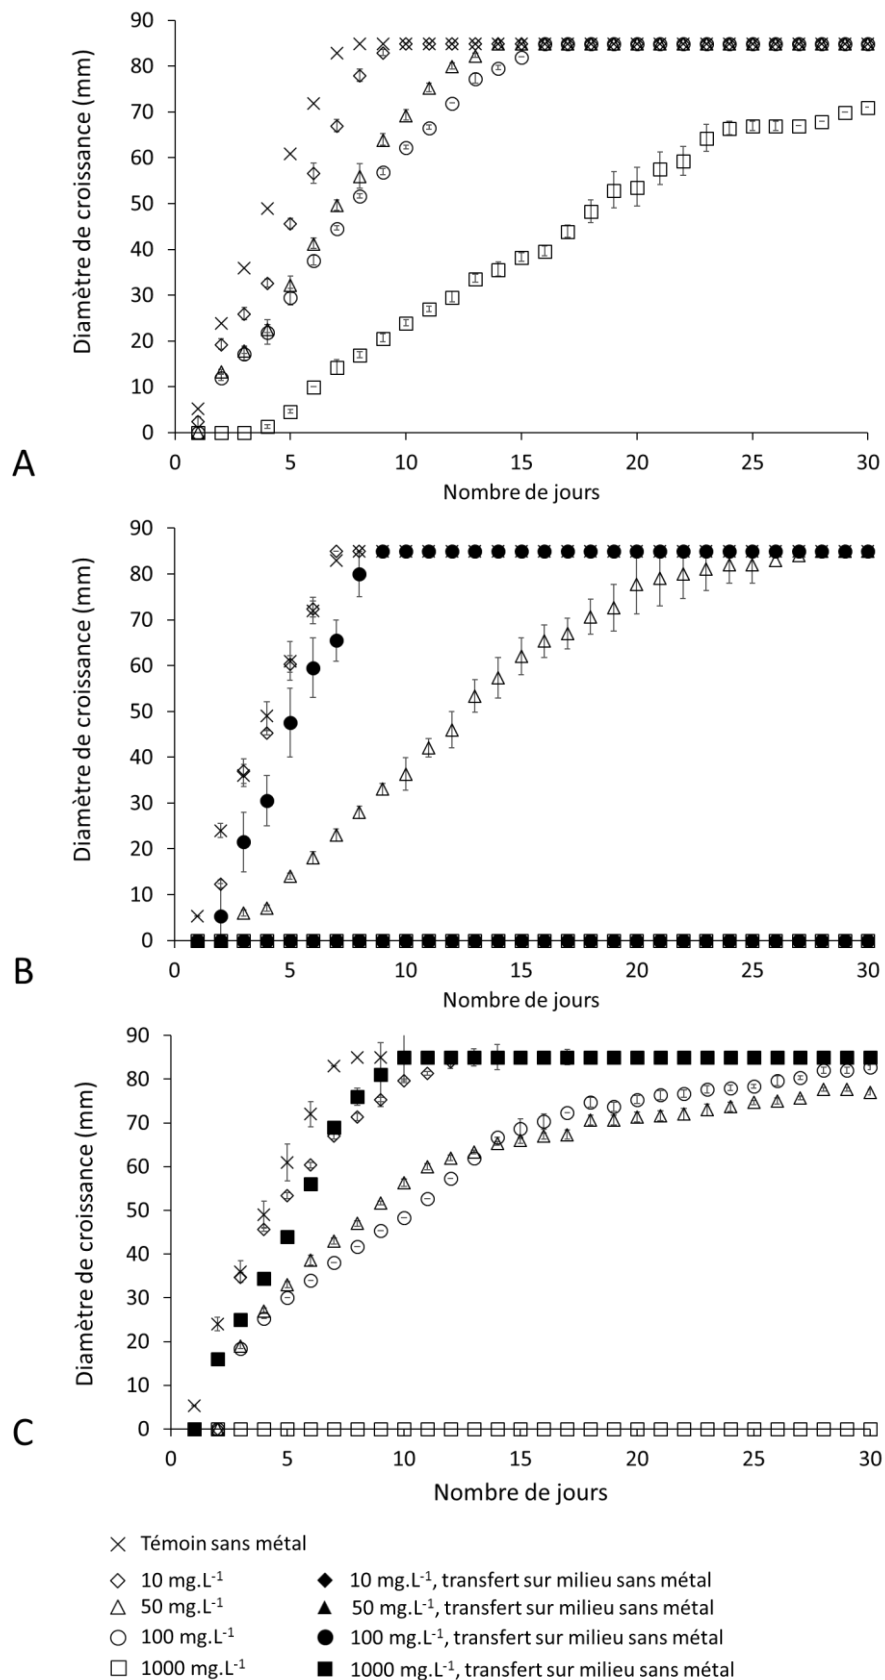 90
80
70
60
50
40
30
20
10
0
Diamètre de croissance (mm)
0 5 10 15 20 25 30
Nombre de jours
A
90
80
70
60
50
40
30
20
10
0
Diamètre de croissance (mm)
0 5 10 15 20 25 30
Nombre de jours
B
90
80
70
60
50
40
30
20
10
0
Diamètre de croissance (mm)
0 5 10 15 20 25 30
Nombre de jours
C
Témoin sans métal
10 mg.L⁻¹
10 mg.L⁻¹, transfert sur milieu sans métal
50 mg.L⁻¹
50 mg.L⁻¹, transfert sur milieu sans métal
100 mg.L⁻¹
100 mg.L⁻¹, transfert sur milieu sans métal
1000 mg.L⁻¹
1000 mg.L⁻¹, transfert sur milieu sans métal